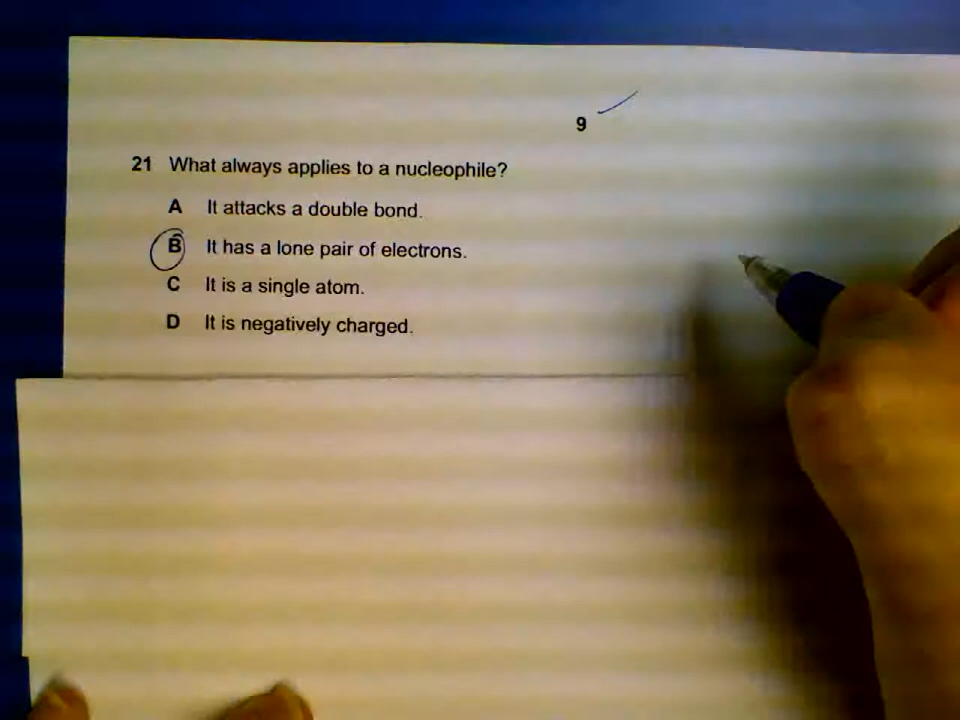 9
21 What always applies to a nucleophile?
A It attacks a double bond.
B It has a lone pair of electrons.
C It is a single atom.
D It is negatively charged.